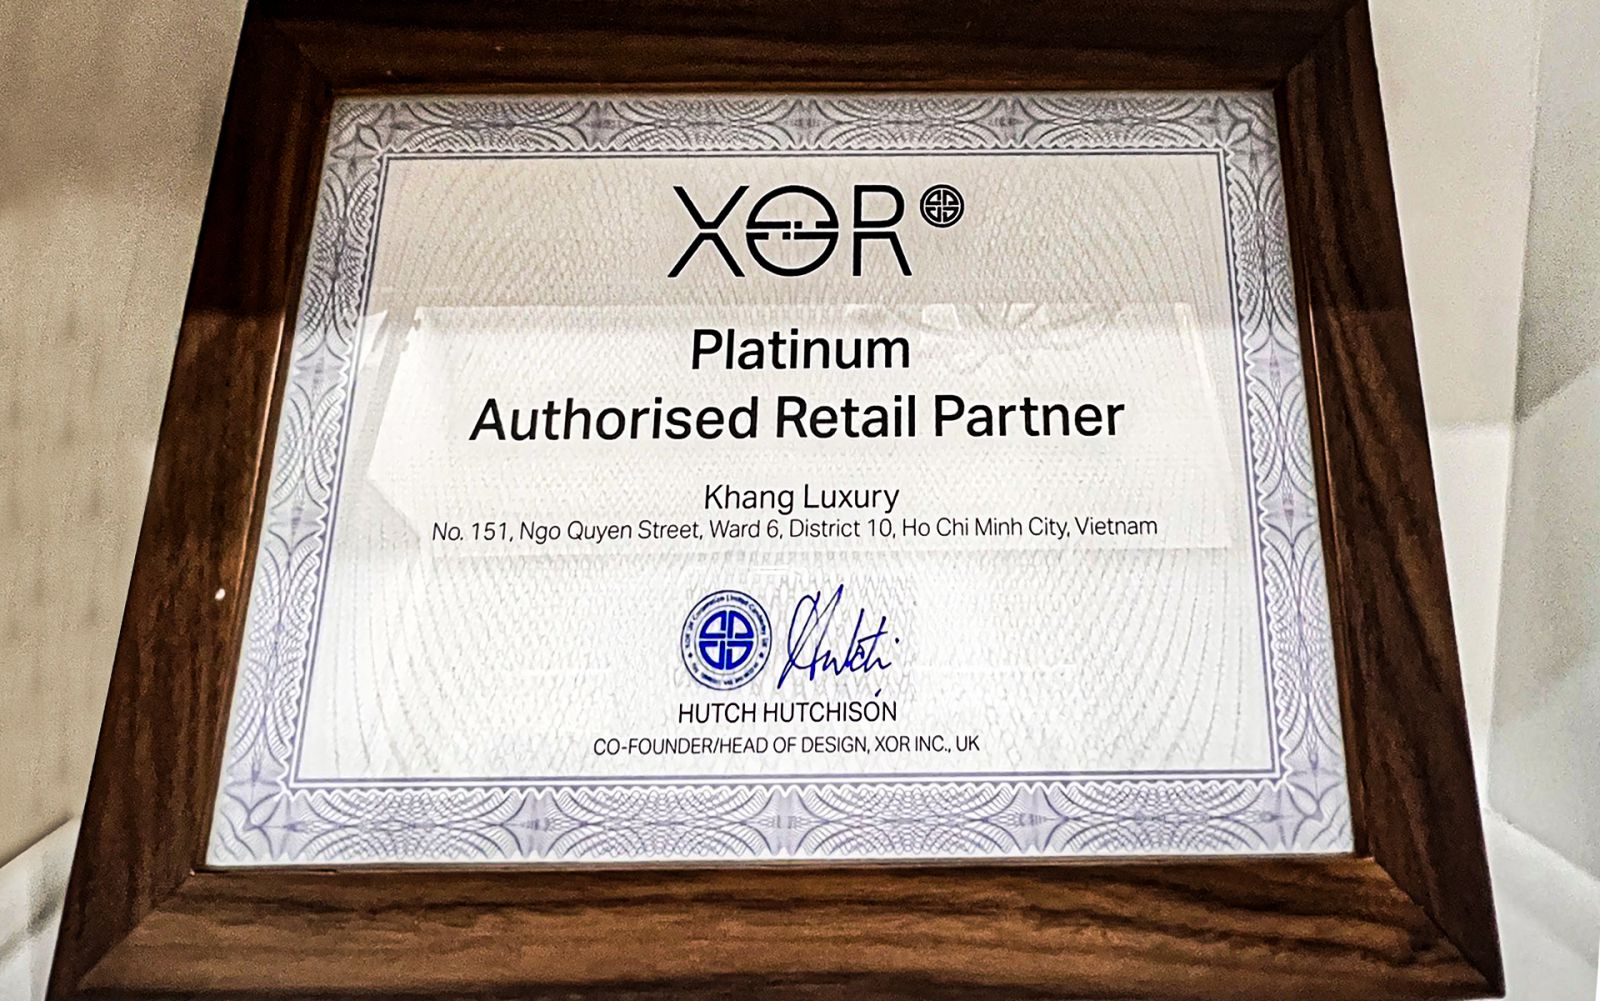 XOR
Platinum
Authorised Retail Partner
Khang Luxury
No. 151, Ngo Quyen Street, Ward 6, District 10, Ho Chi Minh City, Vietnam
HUTCH HUTCHISON
CO-FOUNDER/HEAD OF DESIGN, XOR INC., UK